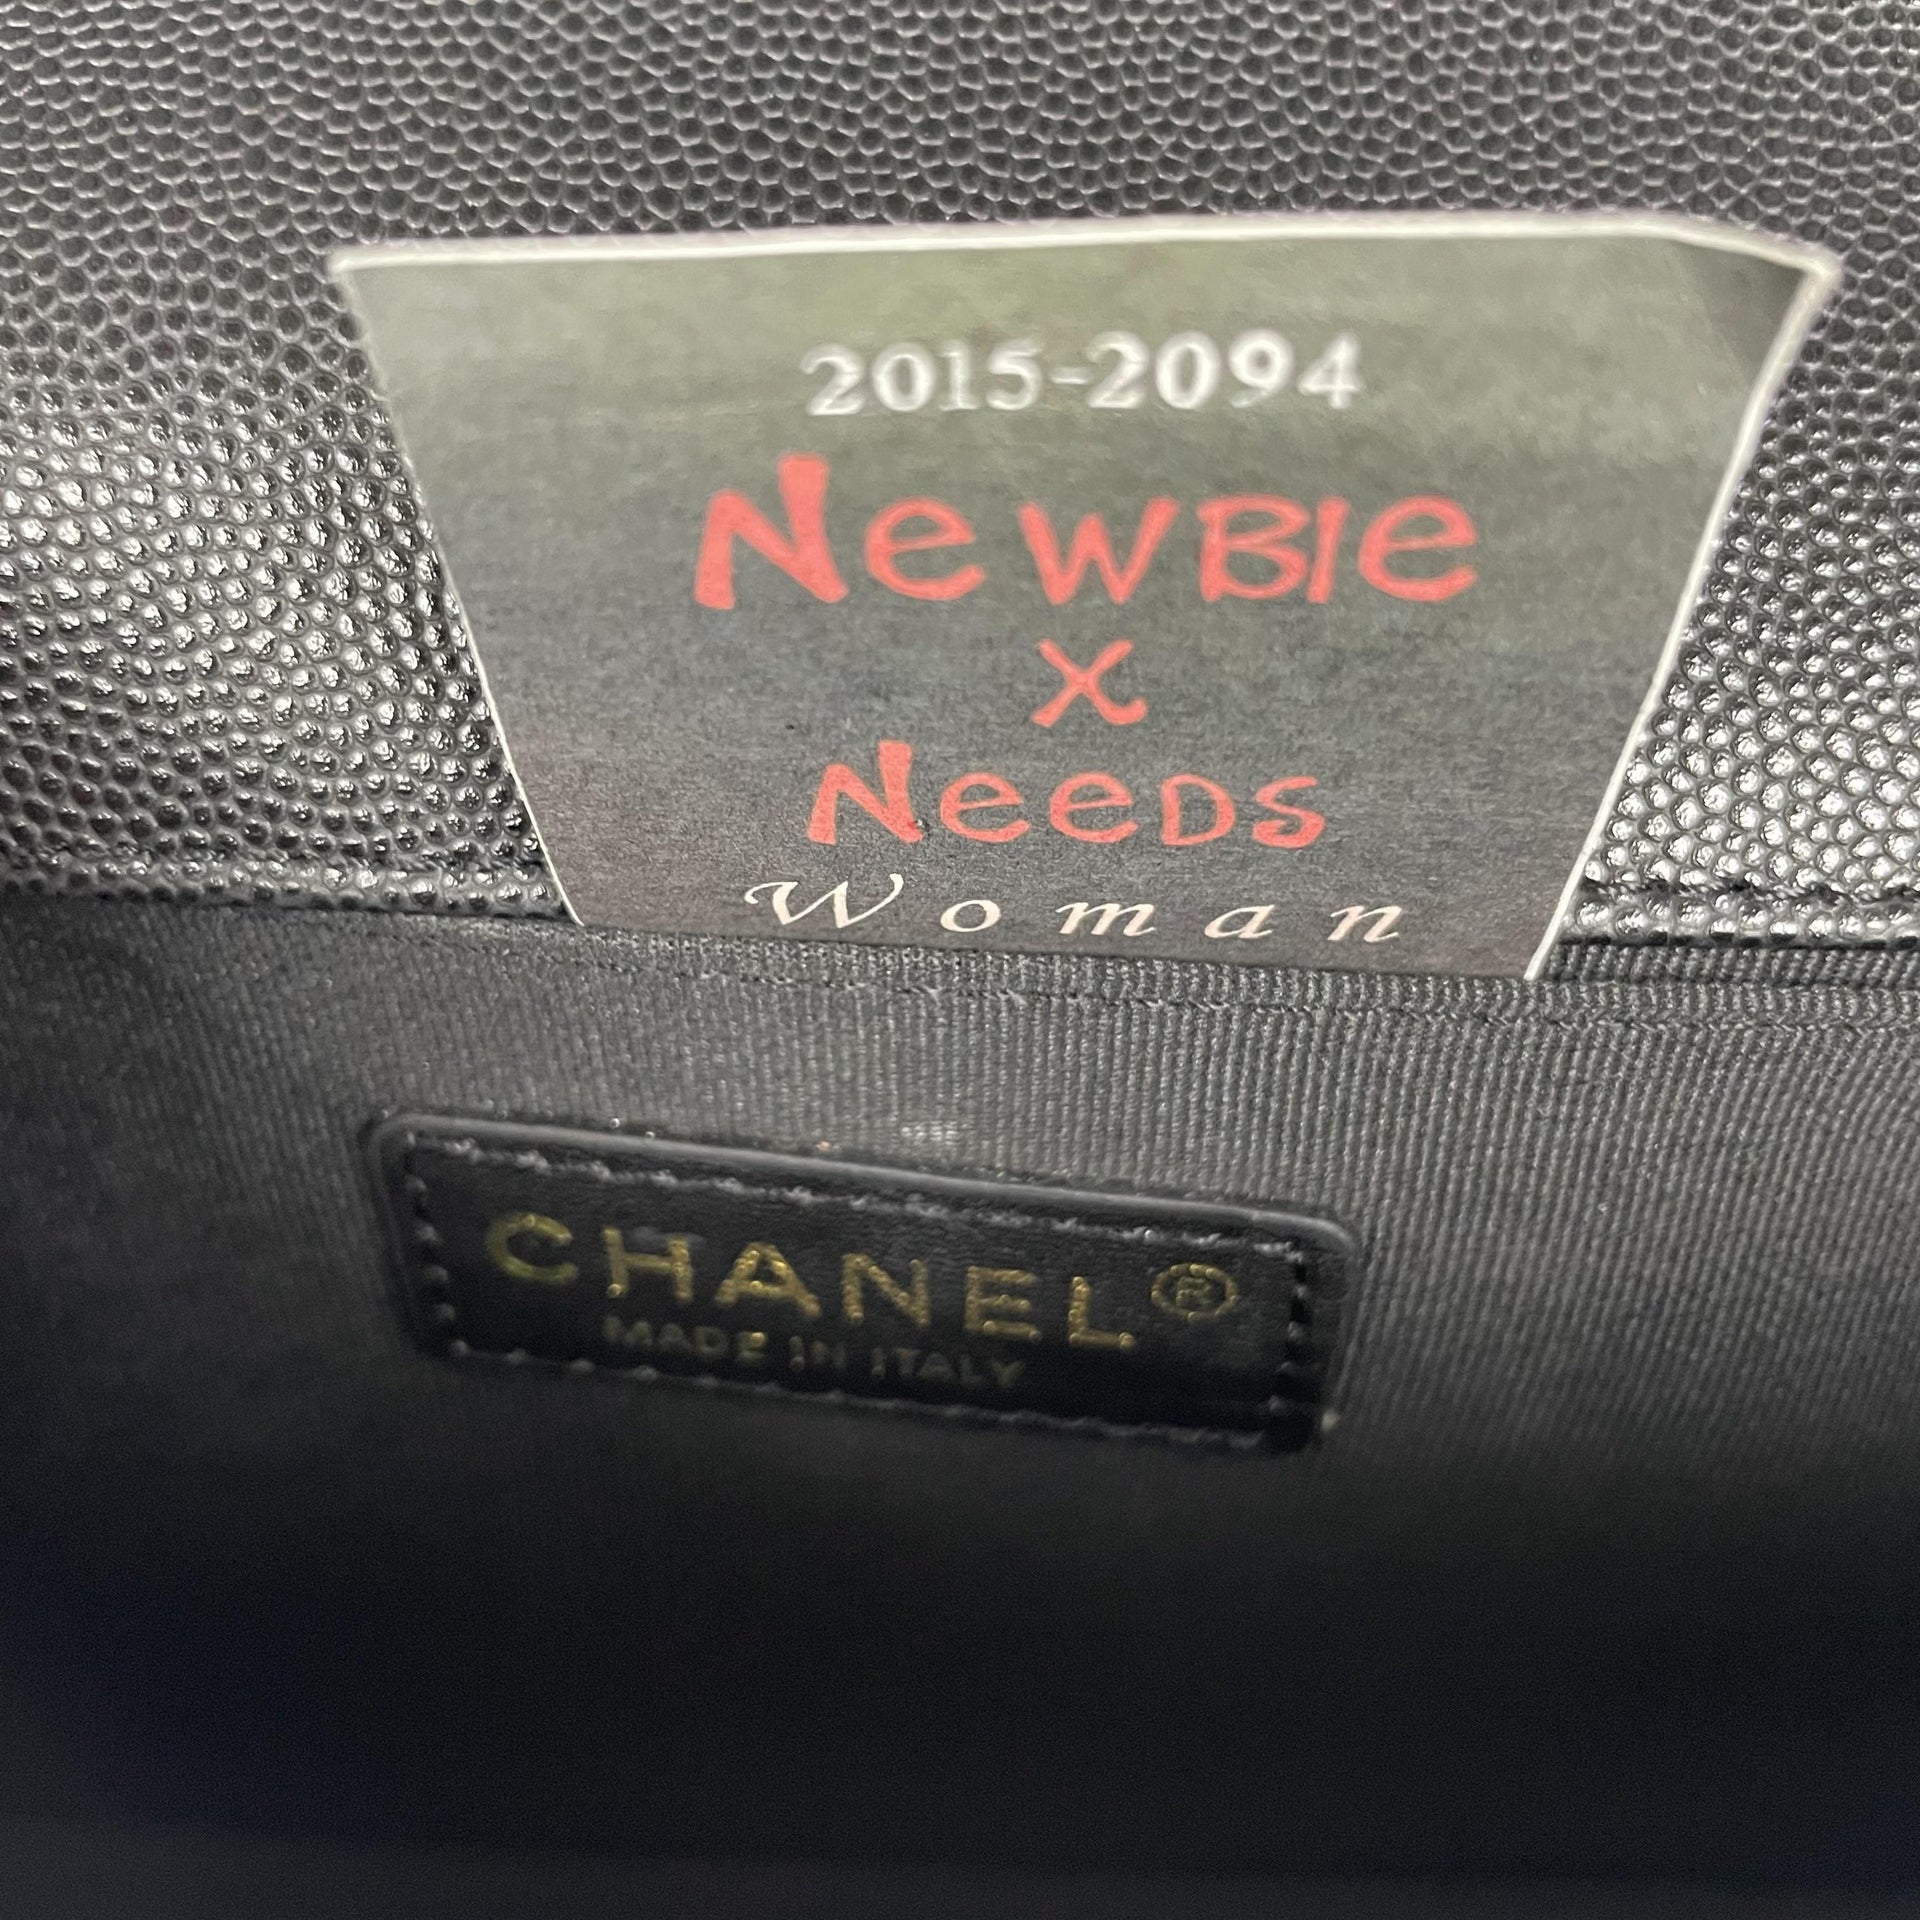 2015-2094
NewBIe
x
NeeDs
Woman
CHANEL®
MADE IN ITALY